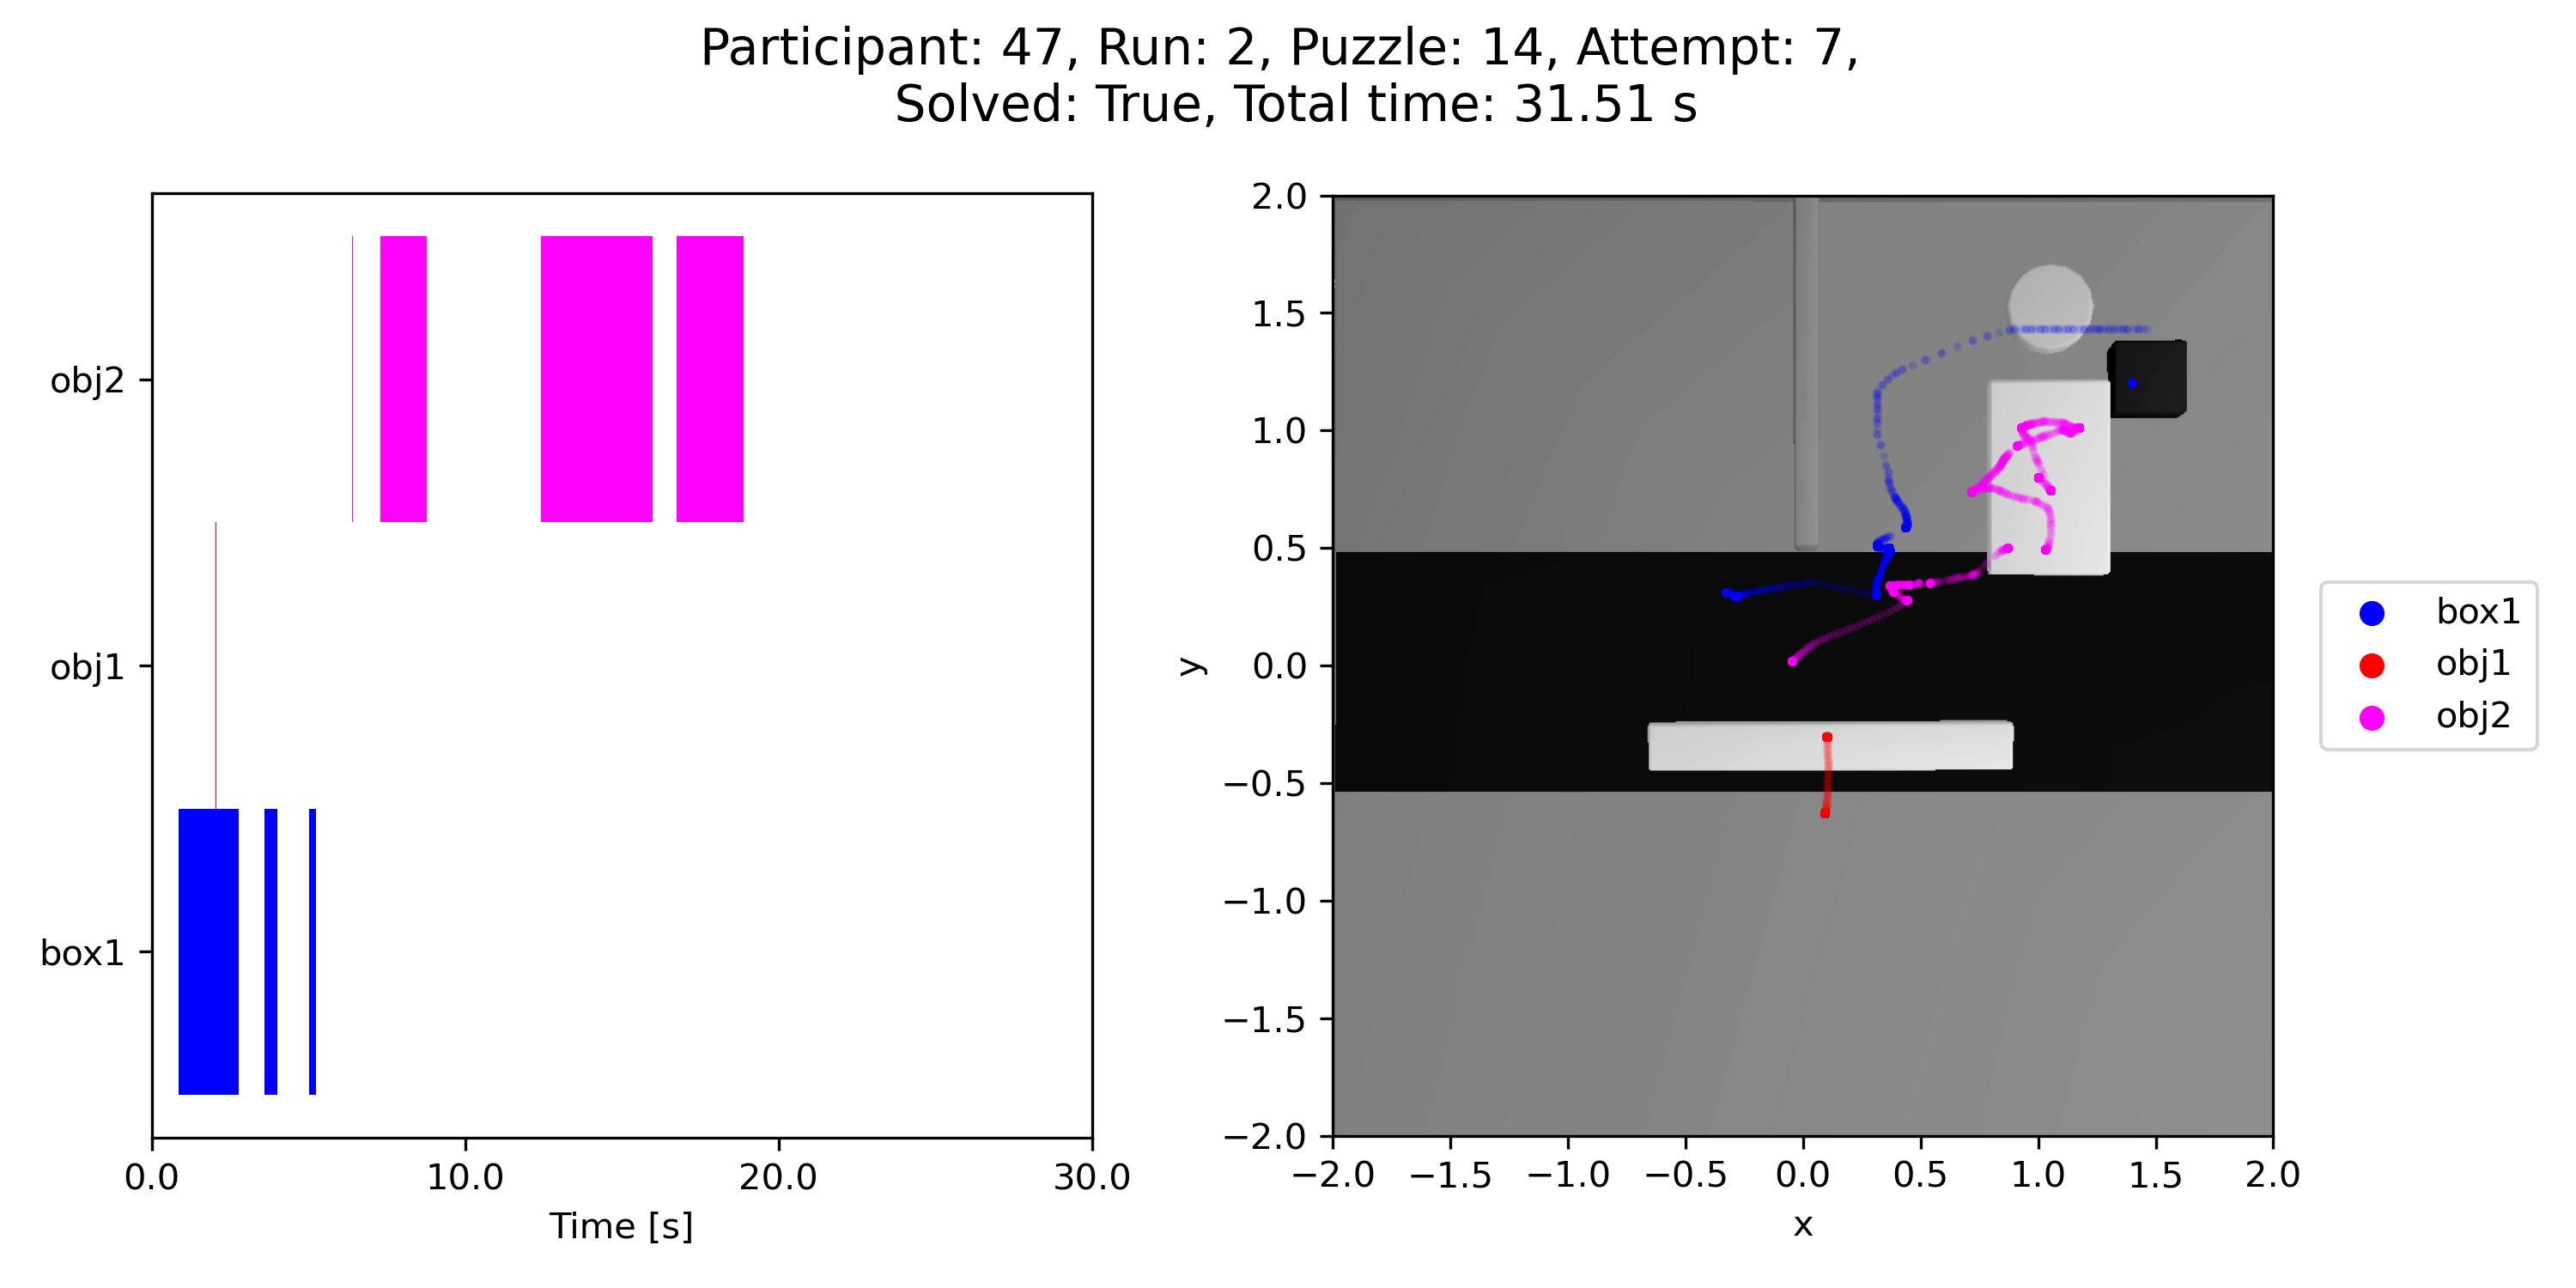 Participant: 47, Run: 2, Puzzle: 14, Attempt: 7,
Solved: True, Total time: 31.51 s
obj2
obj1
box1
0.0 10.0 20.0 30.0
Time [s]
2.0
1.5
1.0
0.5
0.0
−0.5
−1.0
−1.5
−2.0
y
−2.0 −1.5 −1.0 −0.5 0.0 0.5 1.0 1.5 2.0
x
box1
obj1
obj2